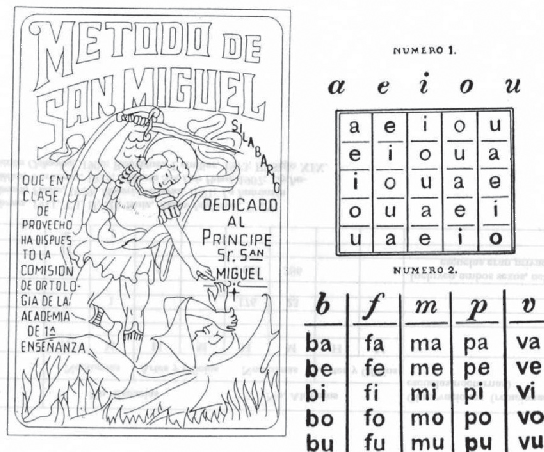 METODO DE
SAN MIGUEL
SILABARIO
QUE EN
CLASE
DE
PROVECHO
HA DISPUES
TO LA
COMISION
DE ORTOLO-
GIA DE LA
ACADEMIA
DE 1ª
ENSEÑANZA
DEDICADO
AL
PRINCIPE
Sr. SAN
MIGUEL
NUMERO 1.
a e i o u
a e i o u
e i o u a
i o u a e
o u a e i
u a e i o
NUMERO 2.
b f m p v
ba fa ma pa va
be fe me pe ve
bi fi mi pi vi
bo fo mo po vo
bu fu mu pu vu